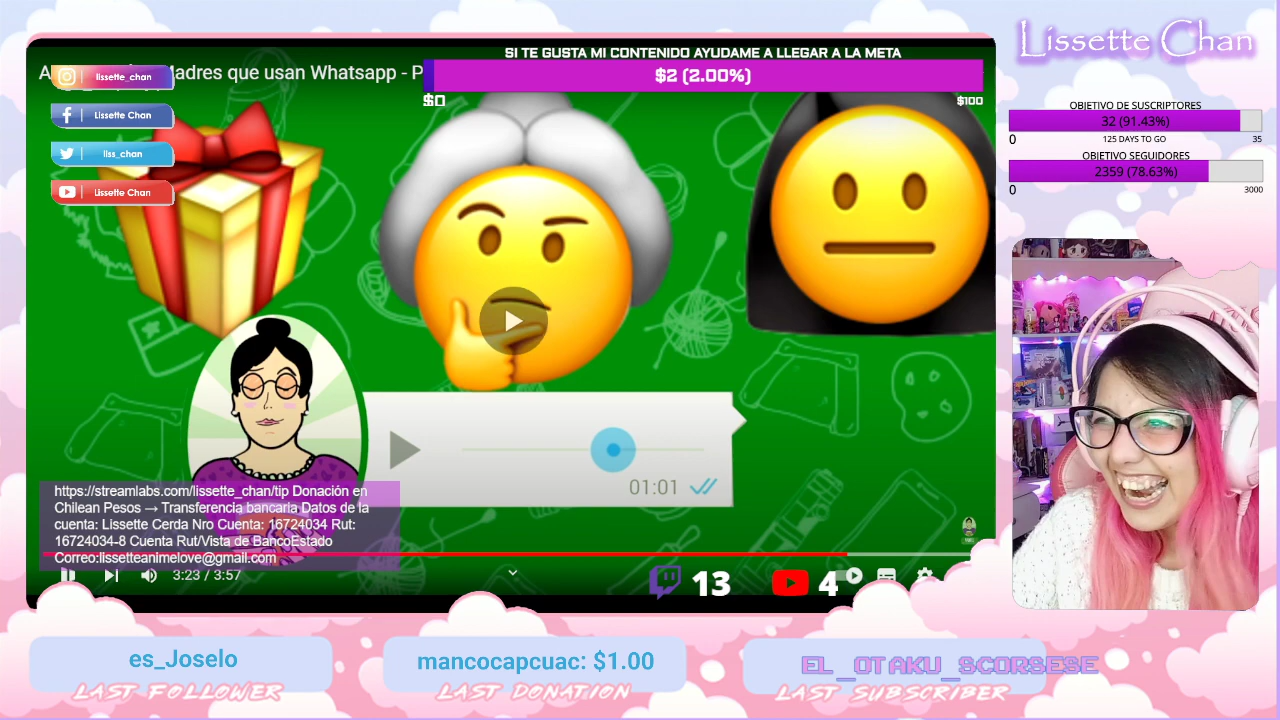 Lissette Chan
SI TE GUSTA MI CONTENIDO AYUDAME A LLEGAR A LA META
$2 (2.00%)
$0
$100
Madres que usan Whatsapp - P
lissette_chan
Lissette Chan
liss_chan
Lissette Chan
OBJETIVO DE SUSCRIPTORES
32 (91.43%)
0
125 DAYS TO GO
35
OBJETIVO SEGUIDORES
2359 (78.63%)
0
3000
01:01
https://streamlabs.com/lissette_chan/tip Donación en
Chilean Pesos → Transferencia bancaria Datos de la
cuenta: Lissette Cerda Nro Cuenta: 16724034 Rut:
16724034-8 Cuenta Rut/Vista de BancoEstado
Correo:lissetteanimelove@gmail.com
3:23 / 3:57
13
4
es_Joselo
LAST FOLLOWER
mancocapcuac: $1.00
LAST DONATION
EL_OTAKU_SCORSESE
LAST SUBSCRIBER